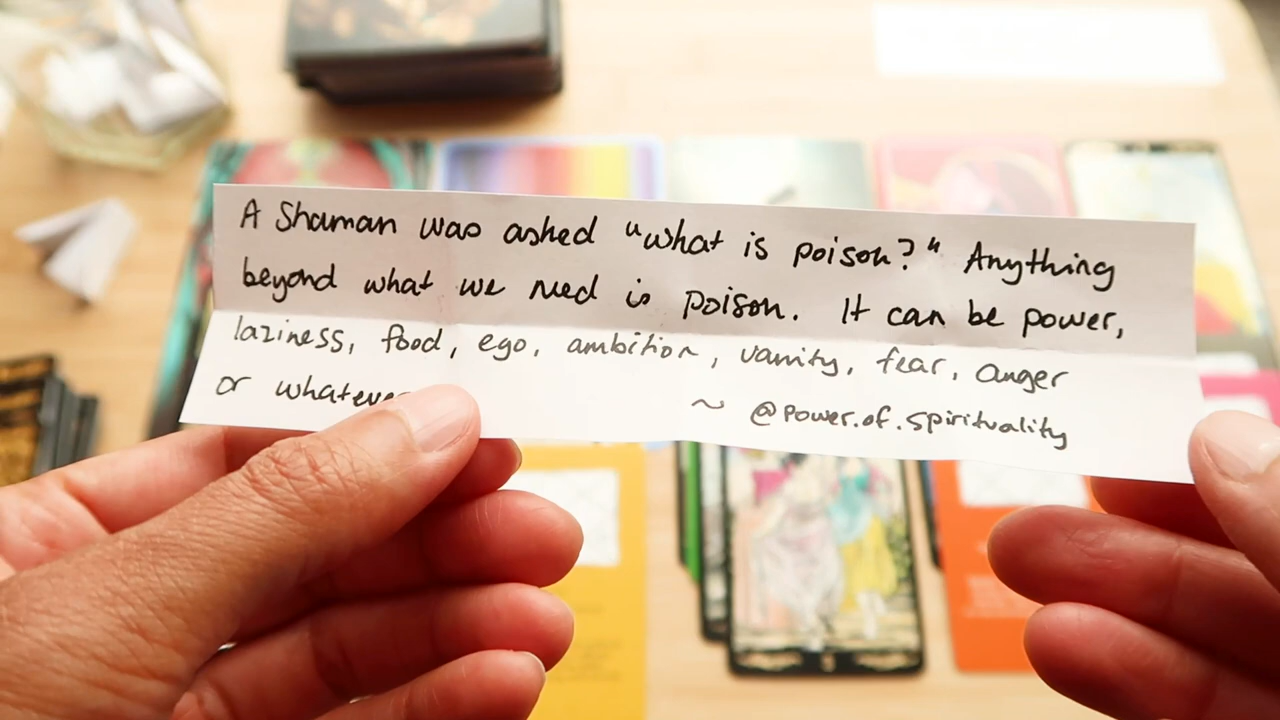 A Shaman was asked "what is poison?" Anything
beyond what we need is poison. It can be power,
laziness, food, ego, ambition, vanity, fear, anger
or whatever
~ @power.of.spirituality